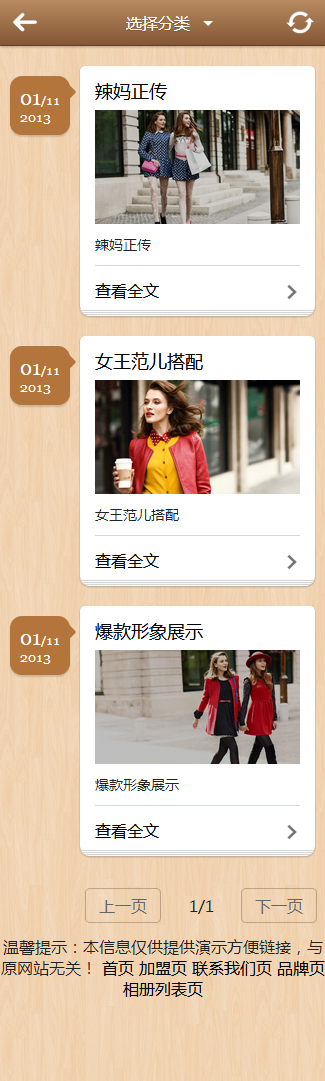 选择分类
辣妈正传
01/11
2013
辣妈正传
查看全文
女王范儿搭配
01/11
2013
女王范儿搭配
查看全文
爆款形象展示
01/11
2013
爆款形象展示
查看全文
上一页 1/1 下一页
温馨提示：本信息仅供提供演示方便链接，与
原网站无关！ 首页 加盟页 联系我们页 品牌页
相册列表页